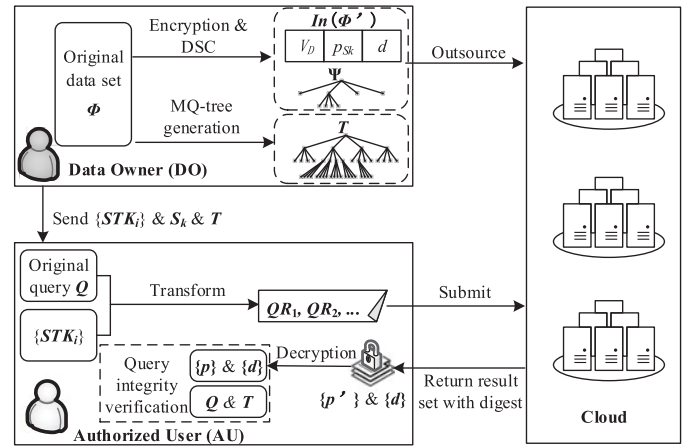 Original
data set
Φ
Encryption &
DSC
MQ-tree
generation
In(Φ’)
V_D p_Sk d
Ψ
T
Data Owner (DO)
Outsource
Send {STK_i} & S_k & T
Original
query Q
{STK_i}
Transform
QR_1, QR_2, ...
Submit
Query
integrity
verification
{p} & {d}
Q & T
Decryption
{p’} & {d}
Return result
set with digest
Authorized User (AU)
Cloud